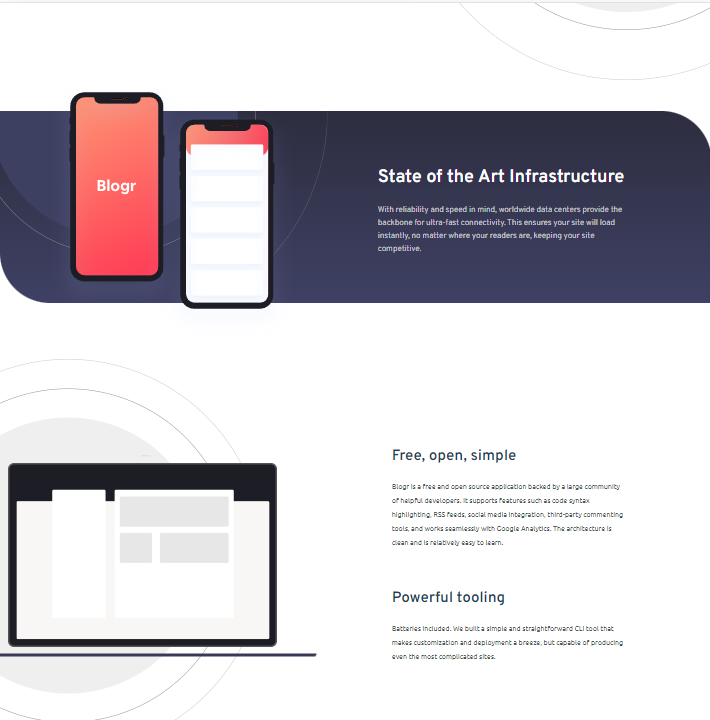 Blogr
State of the Art Infrastructure
With reliability and speed in mind, worldwide data centers provide the
backbone for ultra-fast connectivity. This ensures your site will load
instantly, no matter where your readers are, keeping your site
competitive.
Free, open, simple
Blogr is a free and open source application backed by a large community
of helpful developers. It supports features such as code syntax
highlighting, RSS feeds, social media integration, third-party commenting
tools, and works seamlessly with Google Analytics. The architecture is
clean and is relatively easy to learn.
Powerful tooling
Batteries included. We built a simple and straightforward CLI tool that
makes customization and deployment a breeze, but capable of producing
even the most complicated sites.